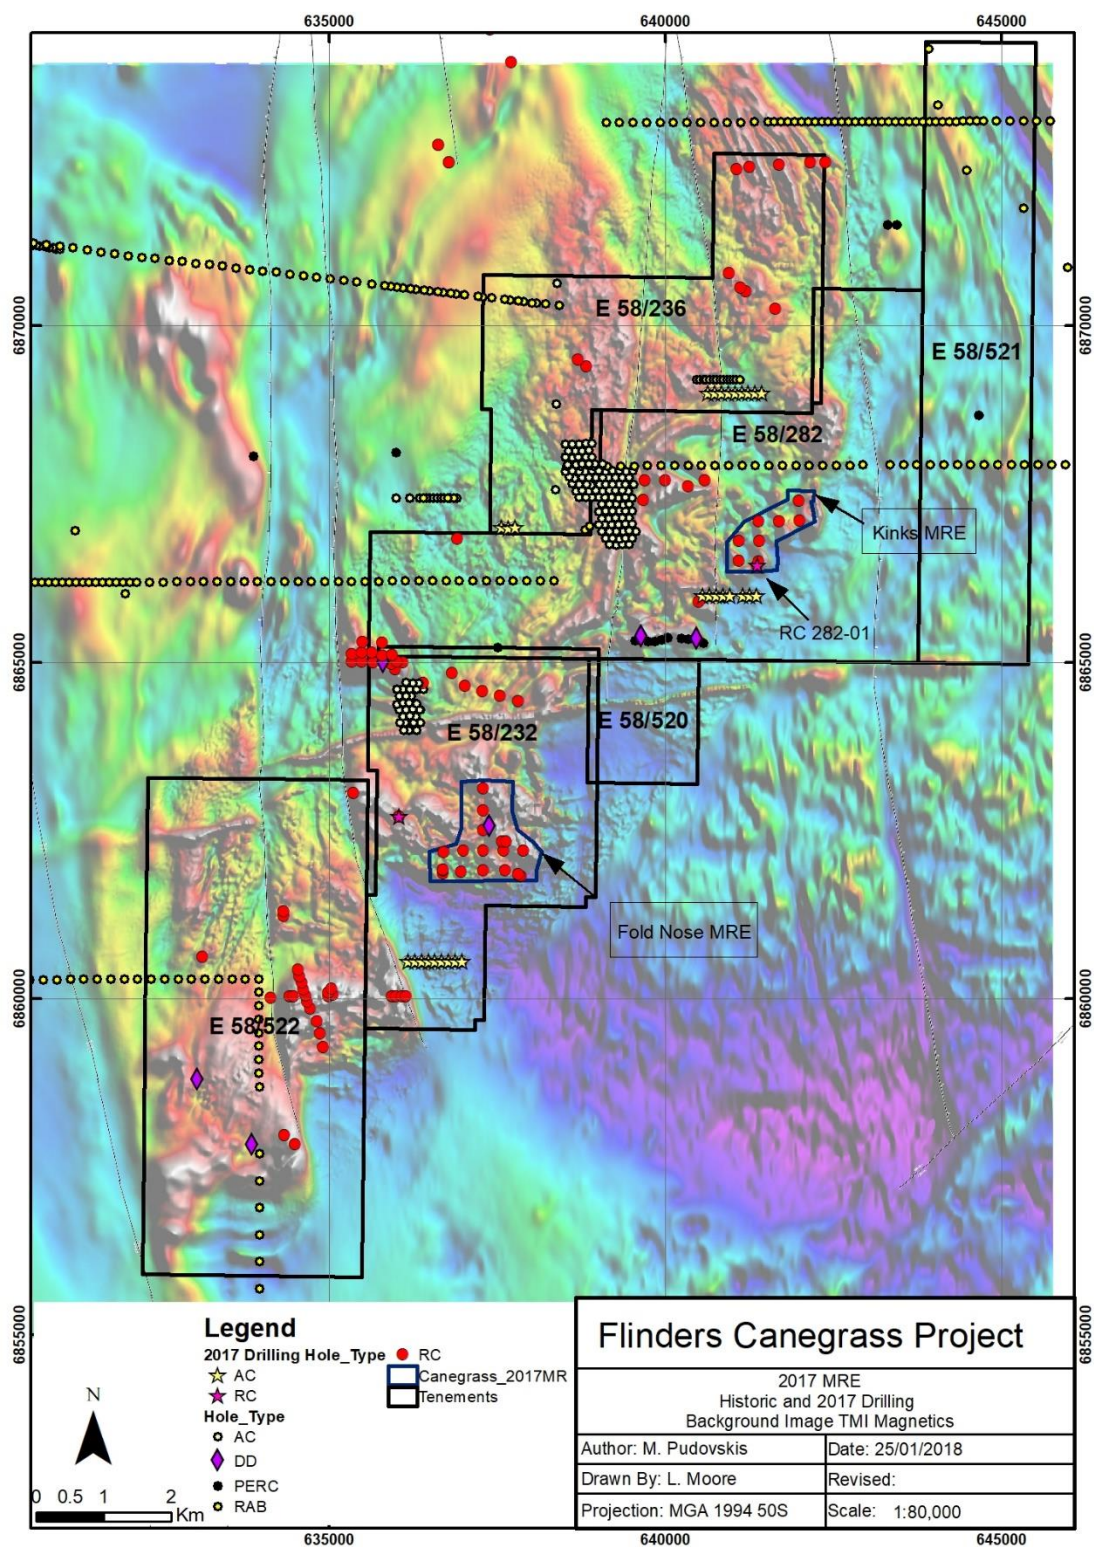 635000 640000 645000
6870000 6870000
6865000 6865000
6860000 6860000
6855000 6855000
E 58/236
E 58/521
E 58/282
Kinks MRE
RC 282-01
E 58/232
E 58/520
Fold Nose MRE
E 58/522
Legend
2017 Drilling Hole_Type
AC
RC
Hole_Type
AC
DD
PERC
RAB
RC
Canegrass_2017MR
Tenements
N
0 0.5 1 2
Km
Flinders Canegrass Project
2017 MRE
Historic and 2017 Drilling
Background Image TMI Magnetics
Author: M. Pudovskis Date: 25/01/2018
Drawn By: L. Moore Revised:
Projection: MGA 1994 50S Scale: 1:80,000
635000 640000 645000